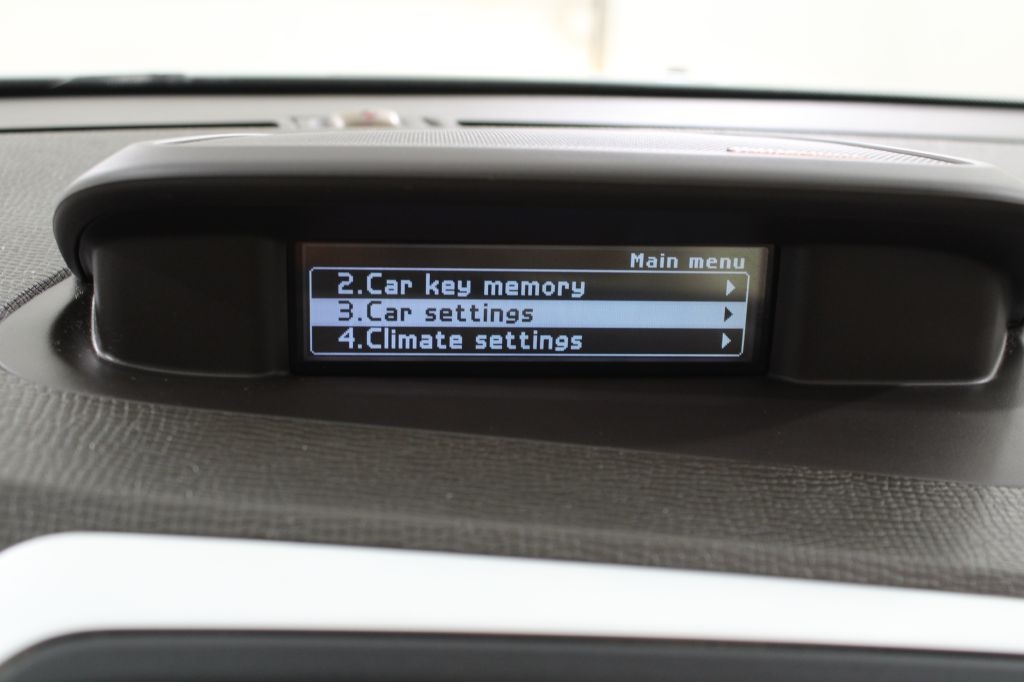 Main menu
2.Car key memory
3.Car settings
4.Climate settings